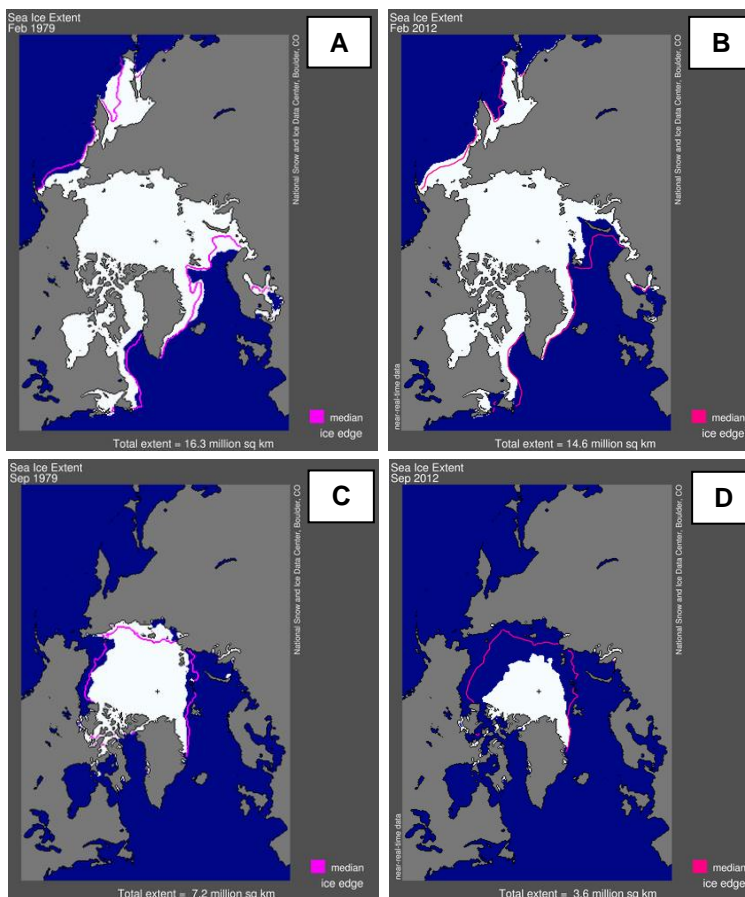 Sea Ice Extent
Feb 1979
A
National Snow and Ice Data Center, Boulder, CO
median
ice edge
Total extent = 16.3 million sq km
Sea Ice Extent
Feb 2012
B
National Snow and Ice Data Center, Boulder, CO
near-real-time data
median
ice edge
Total extent = 14.6 million sq km
Sea Ice Extent
Sep 1979
C
National Snow and Ice Data Center, Boulder, CO
median
ice edge
Total extent = 7.2 million sq km
Sea Ice Extent
Sep 2012
D
National Snow and Ice Data Center, Boulder, CO
near-real-time data
median
ice edge
Total extent = 3.6 million sq km